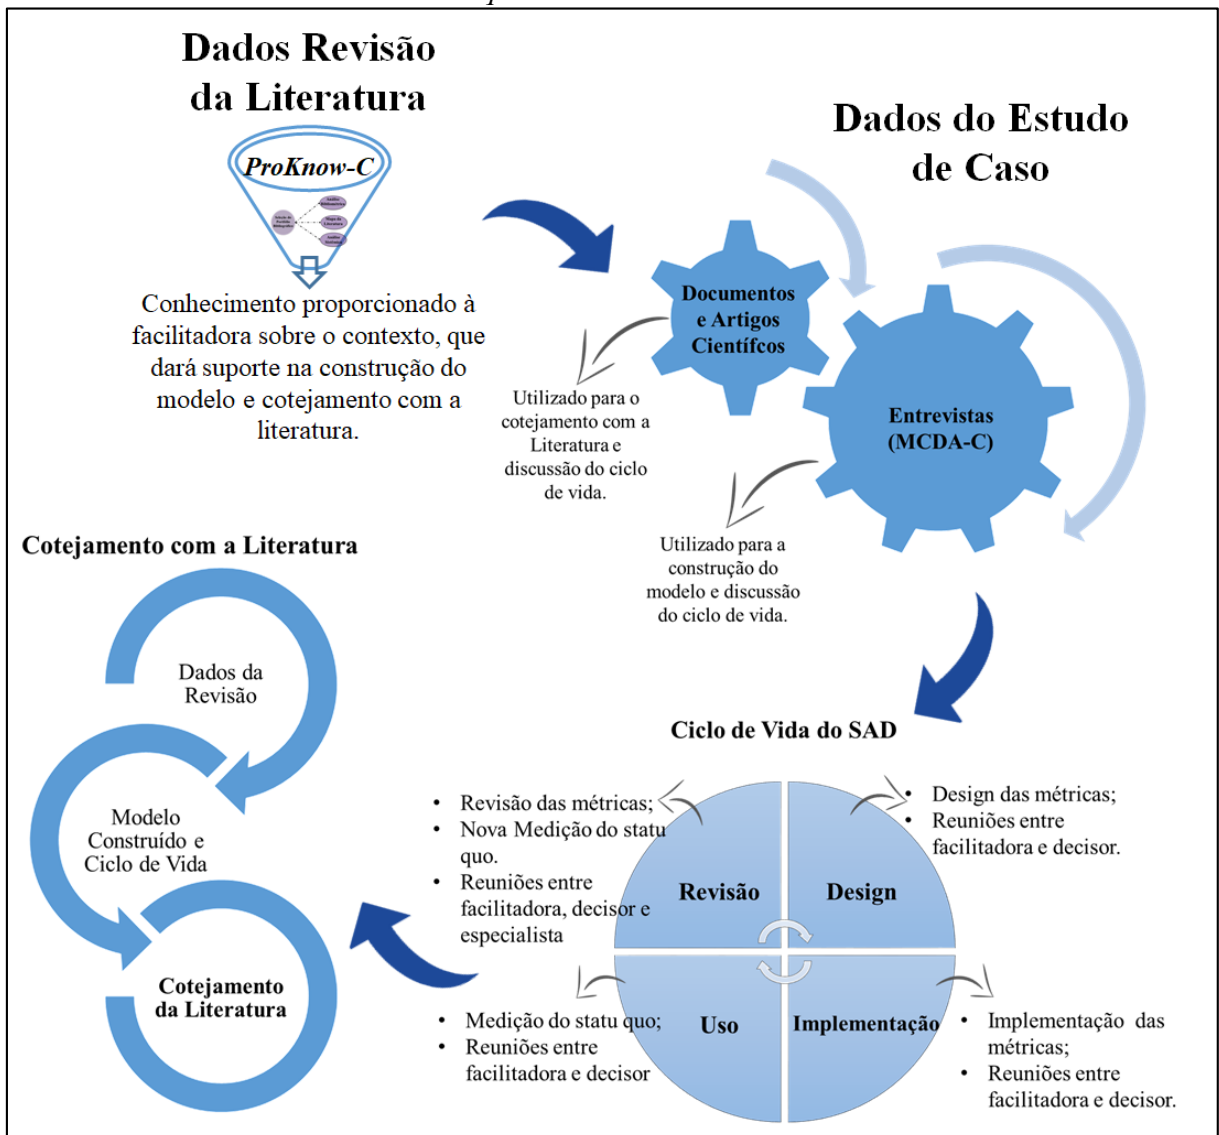 Dados Revisão
da Literatura
ProKnow-C
Conhecimento proporcionado à
facilitadora sobre o contexto, que
dará suporte na construção do
modelo e cotejamento com a
literatura.
Dados do Estudo
de Caso
Documentos
e Artigos
Científcos
Utilizado para o
cotejamento com a
Literatura e
discussão do ciclo
de vida.
Entrevistas
(MCDA-C)
Utilizado para a
construção do
modelo e discussão
do ciclo de vida.
Ciclo de Vida do SAD
• Revisão das métricas;
• Nova Medição do statu
quo.
• Reuniões entre
facilitadora, decisor e
especialista
Revisão
Design
• Design das métricas;
• Reuniões entre
facilitadora e decisor.
• Medição do statu quo;
• Reuniões entre
facilitadora e decisor
Uso
Implementação
• Implementação das
métricas;
• Reuniões entre
facilitadora e decisor.
Cotejamento com a Literatura
Dados da
Revisão
Modelo
Construído e
Ciclo de Vida
Cotejamento
da Literatura